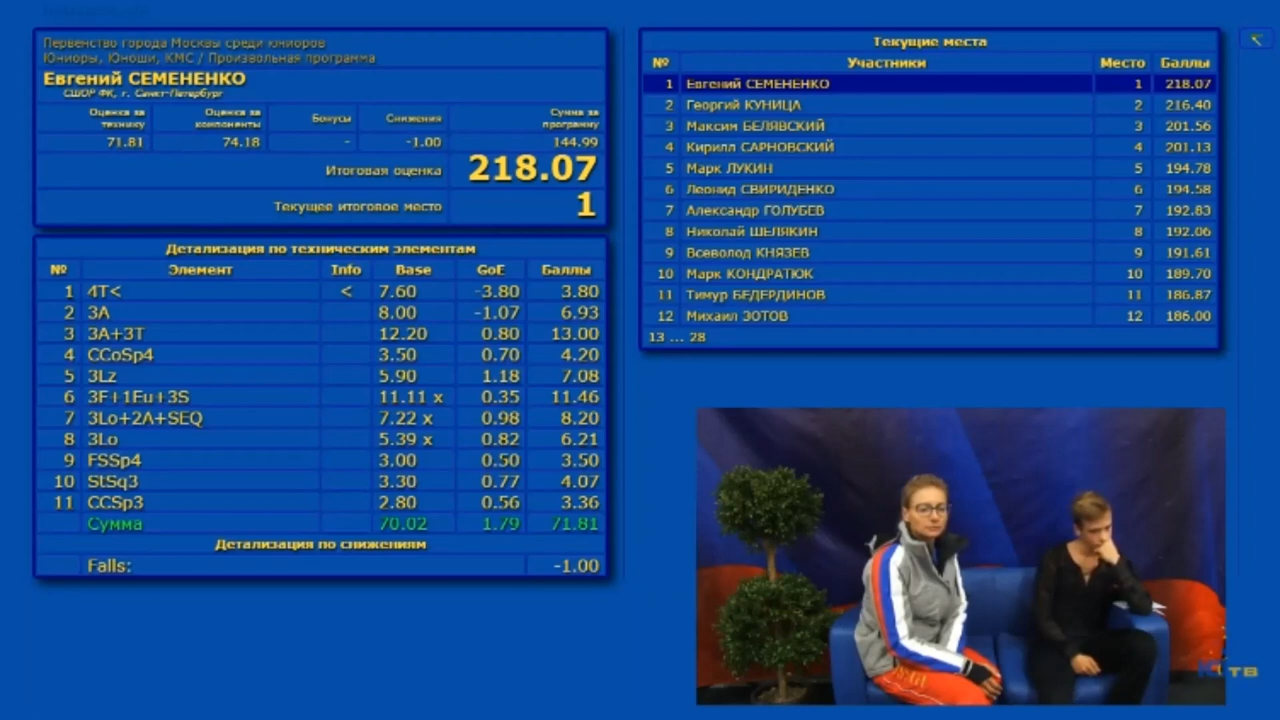 Первенство города Москвы среди юниоров
Юниоры, Юноши, КМС / Произвольная программа
Евгений СЕМЕНЕНКО
СШОР ФК, г. Санкт-Петербург
Оценка за технику Оценка за компоненты Бонусы Снижения Сумма за программу
71.81 74.18 - -1.00 144.99
Итоговая оценка 218.07
Текущее итоговое место 1
Детализация по техническим элементам
№ Элемент Info Base GoE Баллы
1 4T< < 7.60 -3.80 3.80
2 3A 8.00 -1.07 6.93
3 3A+3T 12.20 0.80 13.00
4 CCoSp4 3.50 0.70 4.20
5 3Lz 5.90 1.18 7.08
6 3F+1Eu+3S 11.11 x 0.35 11.46
7 3Lo+2A+SEQ 7.22 x 0.98 8.20
8 3Lo 5.39 x 0.82 6.21
9 FSSp4 3.00 0.50 3.50
10 StSq3 3.30 0.77 4.07
11 CCSp3 2.80 0.56 3.36
Сумма 70.02 1.79 71.81
Детализация по снижениям
Falls: -1.00
Текущие места
№ Участники Место Баллы
1 Евгений СЕМЕНЕНКО 1 218.07
2 Георгий КУНИЦА 2 216.40
3 Максим БЕЛЯВСКИЙ 3 201.56
4 Кирилл САРНОВСКИЙ 4 201.13
5 Марк ЛУКИН 5 194.78
6 Леонид СВИРИДЕНКО 6 194.58
7 Александр ГОЛУБЕВ 7 192.83
8 Николай ШЕЛЯКИН 8 192.06
9 Всеволод КНЯЗЕВ 9 191.61
10 Марк КОНДРАТЮК 10 189.70
11 Тимур БЕДЕРДИНОВ 11 186.87
12 Михаил ЗОТОВ 12 186.00
13 ... 28
ТВ